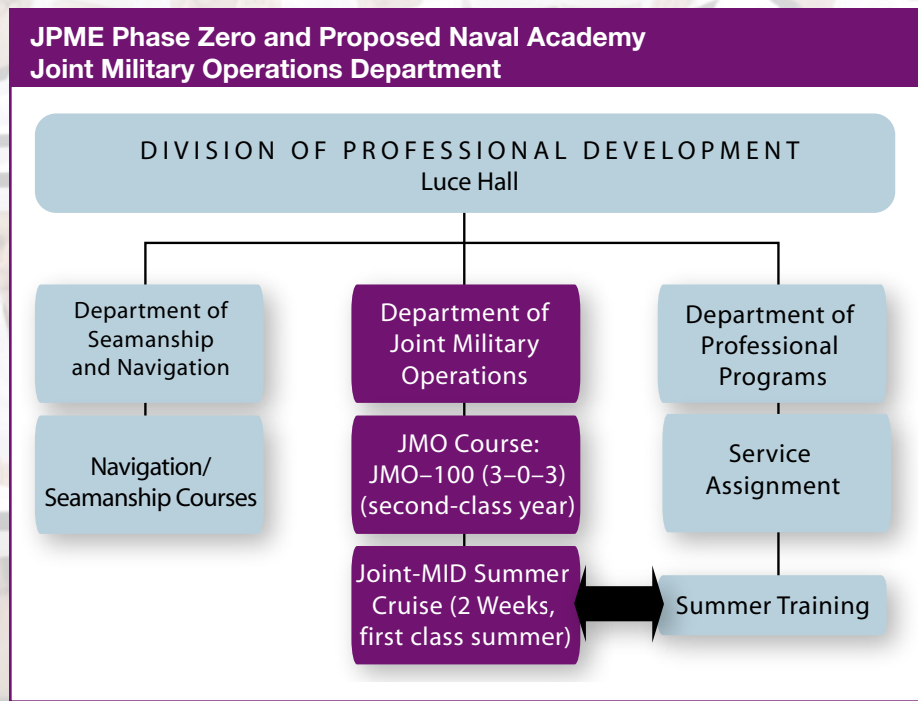 JPME Phase Zero and Proposed Naval Academy
Joint Military Operations Department
DIVISION OF PROFESSIONAL DEVELOPMENT
Luce Hall
Department of
Seamanship
and Navigation
Department of
Joint Military
Operations
Department of
Professional
Programs
Navigation/
Seamanship Courses
JMO Course:
JMO–100 (3–0–3)
(second-class year)
Service
Assignment
Joint-MID Summer
Cruise (2 Weeks,
first class summer)
Summer Training